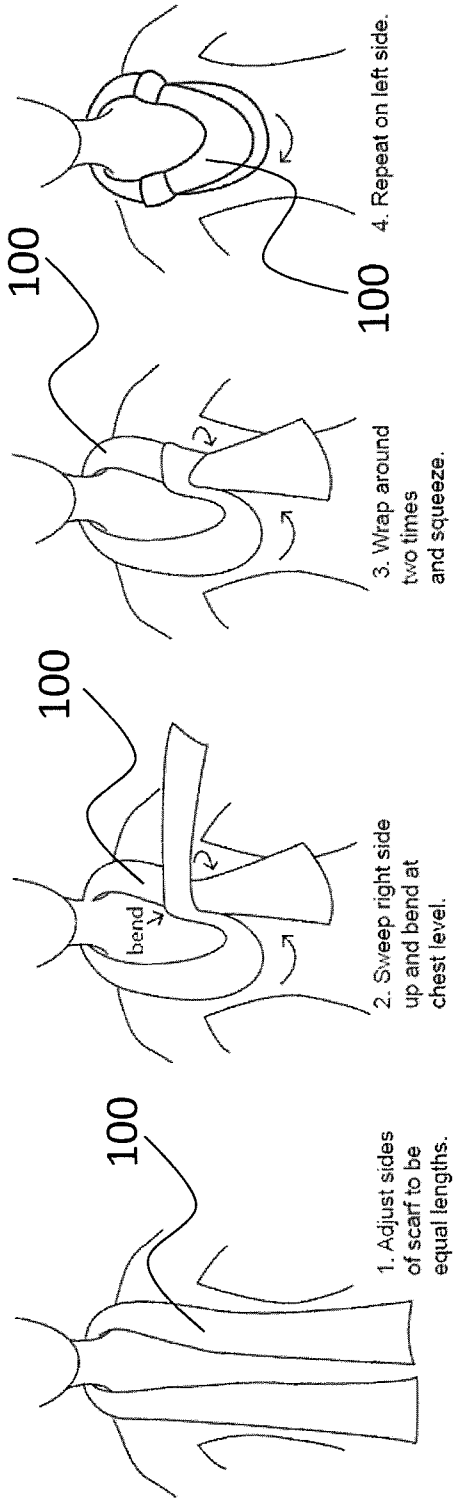 100
1. Adjust sides
of scarf to be
equal lengths.
100
bend
2. Sweep right side
up and bend at
chest level.
100
3. Wrap around
two times
and squeeze.
100
4. Repeat on left side.